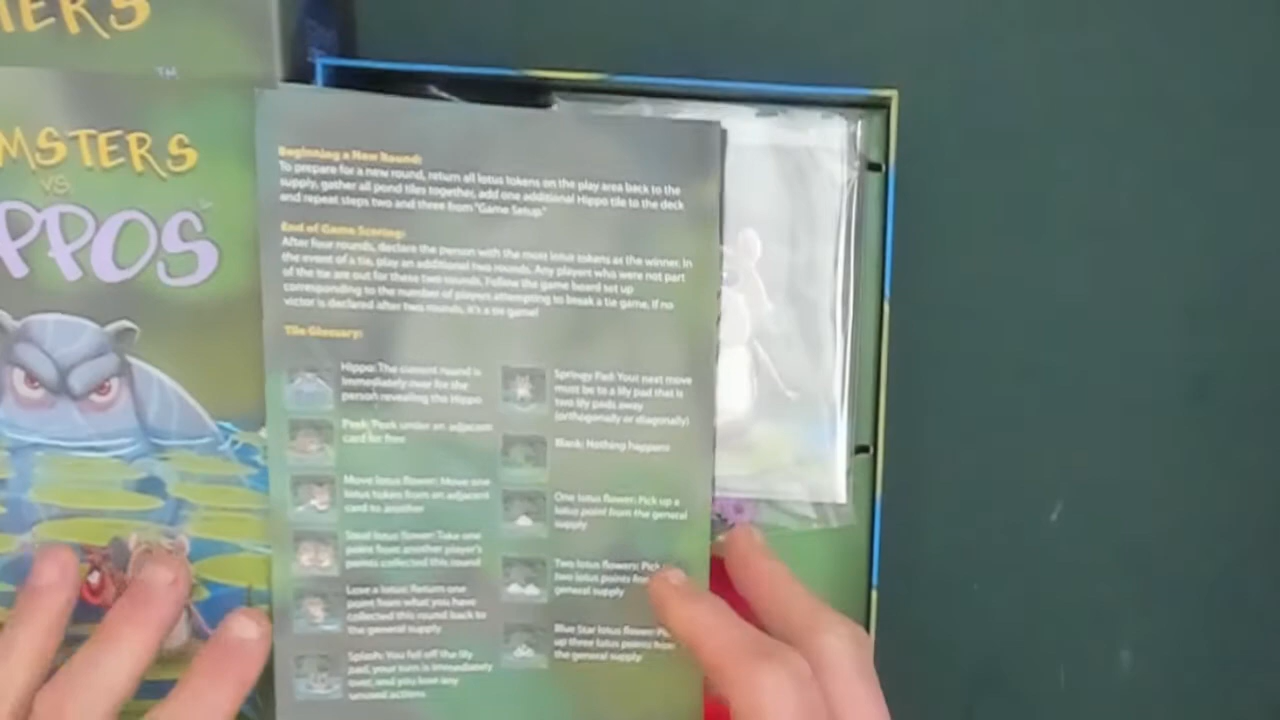 TERS
TM
MSTERS
VS.
PPOS
Beginning a New Round:
To prepare for a new round, return all lotus tokens on the play area back to the
supply, gather all pond tiles together, add one additional Hippo tile to the deck
and repeat steps two and three from "Game Setup."
End of Game Scoring:
After four rounds, declare the person with the most lotus tokens as the winner. In
the event of a tie, play an additional two rounds. Any players who were not part
of the tie are out for these two rounds. Follow the game board set up
corresponding to the number of players attempting to break a tie game. If no
victor is declared after two rounds, it's a tie game!
Tile Glossary:
Hippo: The current round is
immediately over for the
person revealing the Hippo
Peek: Peek under an adjacent
card for free
Move lotus flower: Move one
lotus token from an adjacent
card to another
Steal lotus flower: Take one
point from another player's
points collected this round
Lose a lotus: Return one
point from what you have
collected this round back to
the general supply
Splash: You fell off the lily
pad, your turn is immediately
over, and you lose any
unused actions
Springy Pad: Your next move
must be to a lily pad that is
two lily pads away
(orthogonally or diagonally)
Blank: Nothing happens
One lotus flower: Pick up a
lotus point from the general
supply
Two lotus flowers: Pick
two lotus points from
general supply
Blue Star lotus flower: Pick
up three lotus points from
the general supply